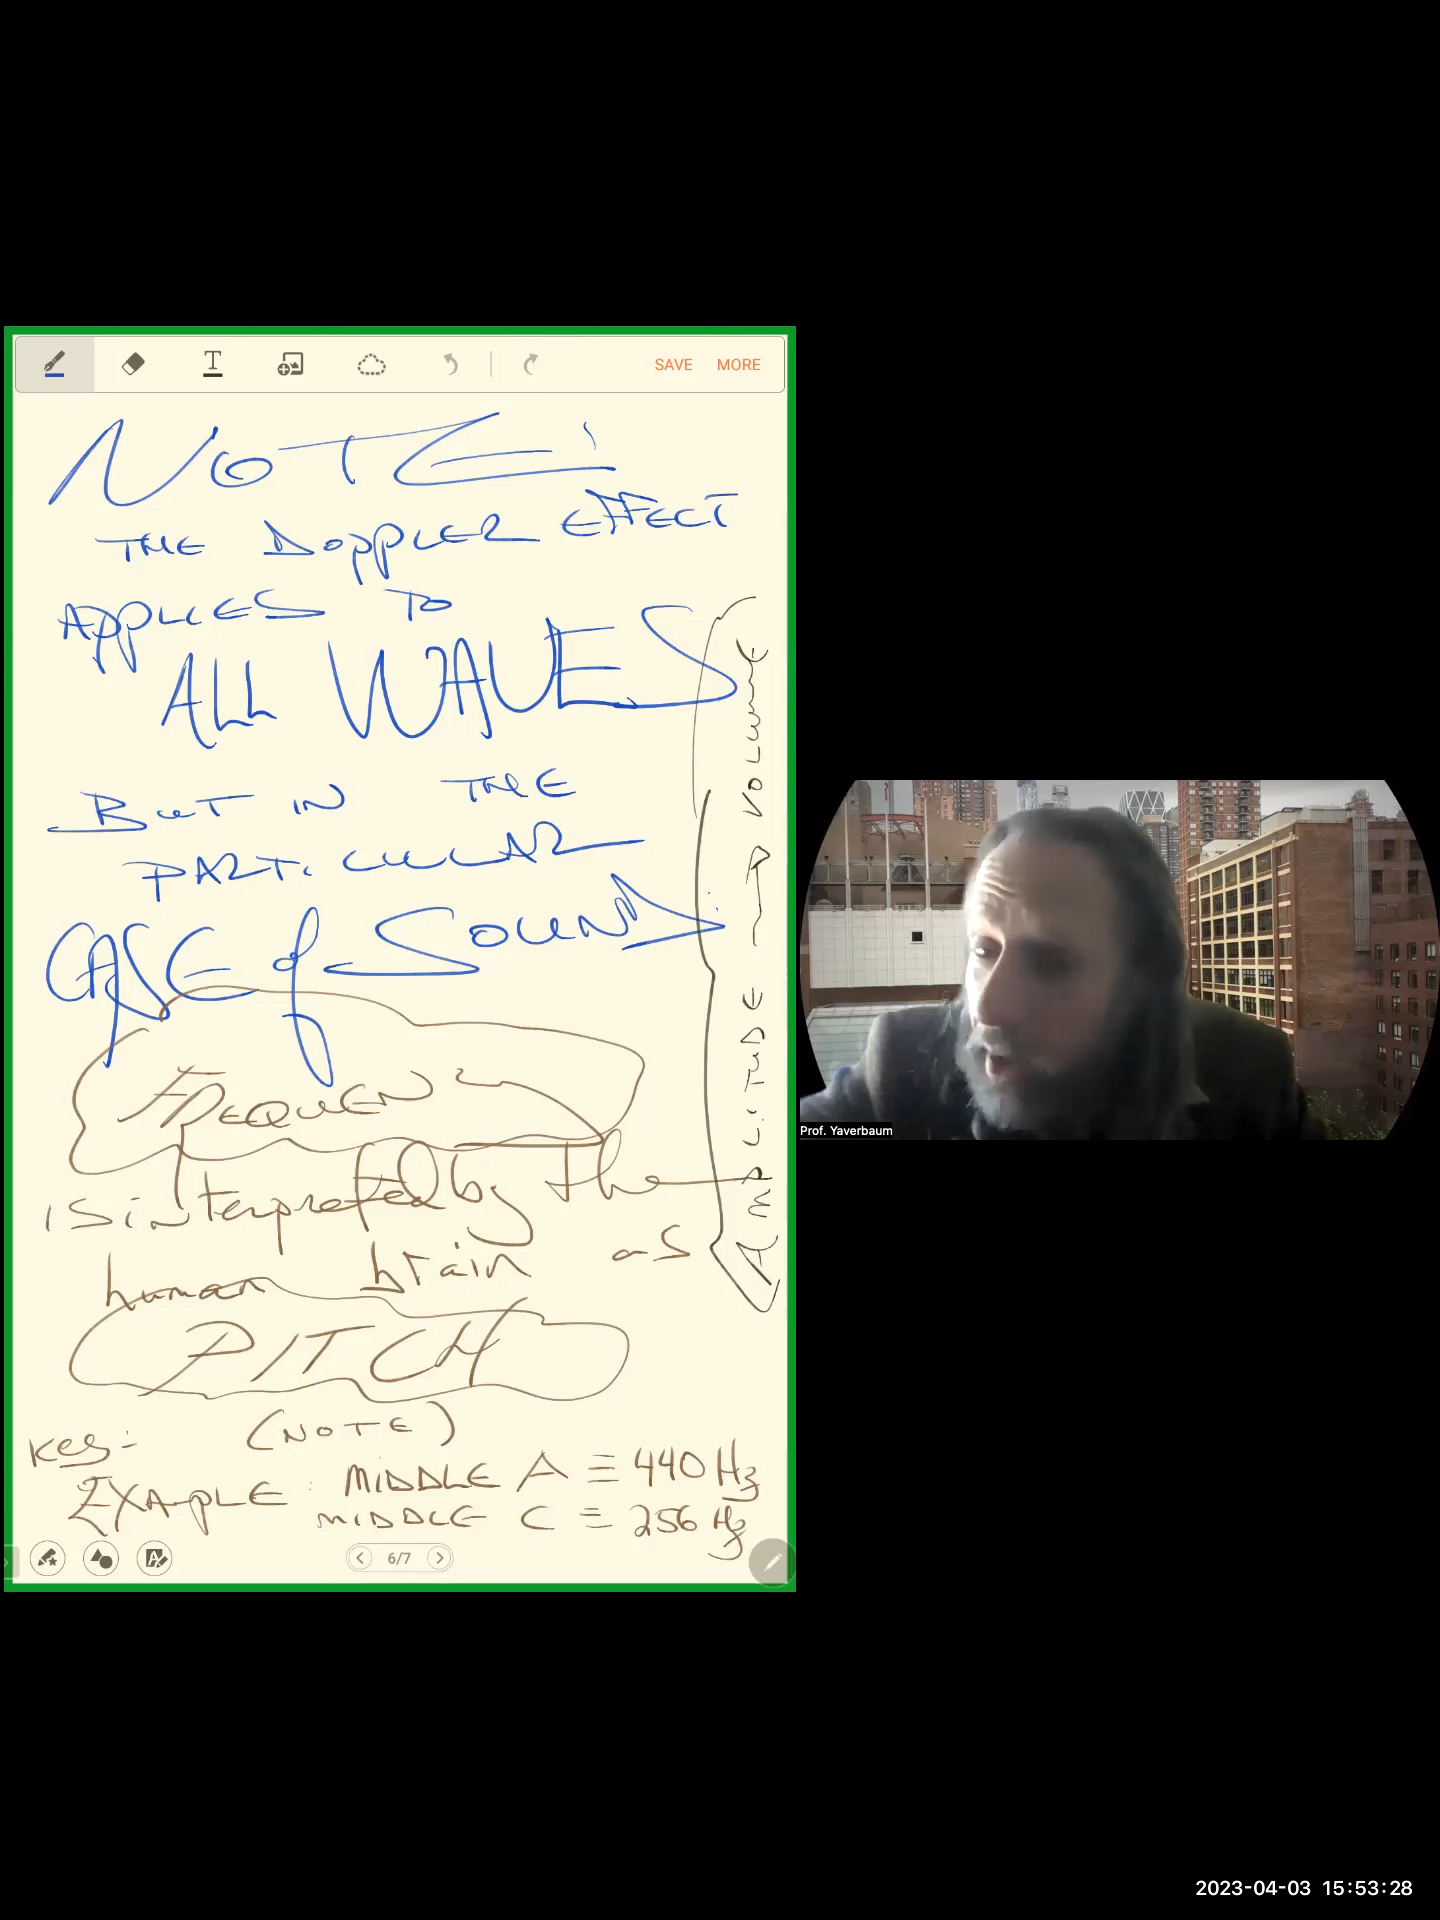 SAVE MORE
NOTE:
THE DOPPLER EFFECT
APPLIES TO
ALL WAVES
BUT IN THE
PARTICULAR
CASE of SOUND
FREQUENCY
is interpreted by the
human brain as
PITCH
(NOTE)
Key:
EXAMPLE: MIDDLE A ≡ 440 Hz
MIDDLE C ≡ 256 Hz
AMPLITUDE → VOLUME
6/7
Prof. Yaverbaum
2023-04-03 15:53:28